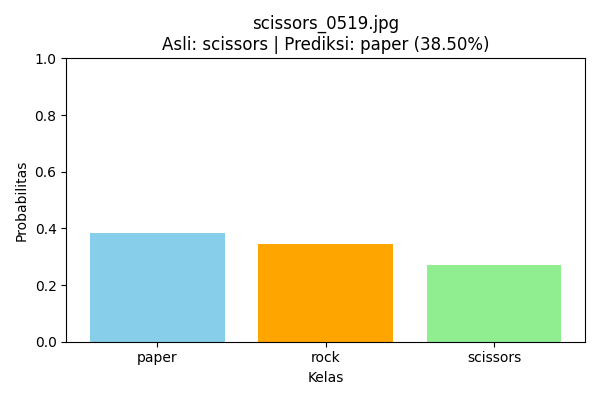 scissors_0519.jpg
Asli: scissors | Prediksi: paper (38.50%)
1.0
0.8
0.6
0.4
0.2
0.0
Probabilitas
paper rock scissors
Kelas